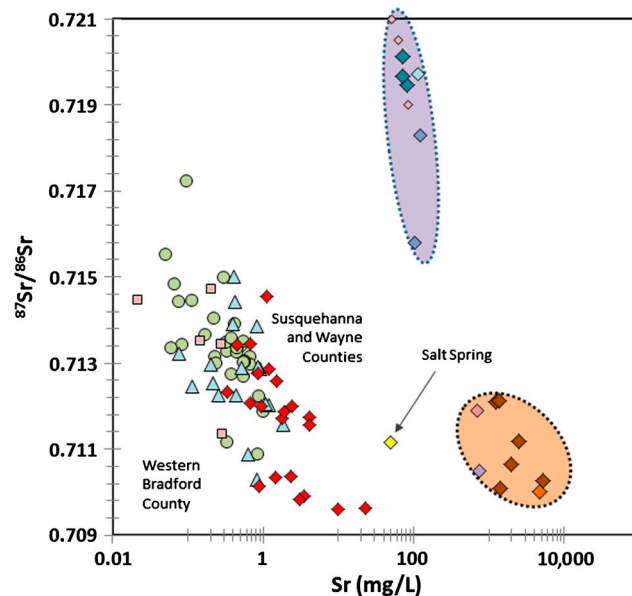 0.721
0.719
0.717
0.715
0.713
0.711
0.709
87Sr/86Sr
Susquehanna
and Wayne
Counties
Salt Spring
Western
Bradford
County
0.01
1
100
10,000
Sr (mg/L)